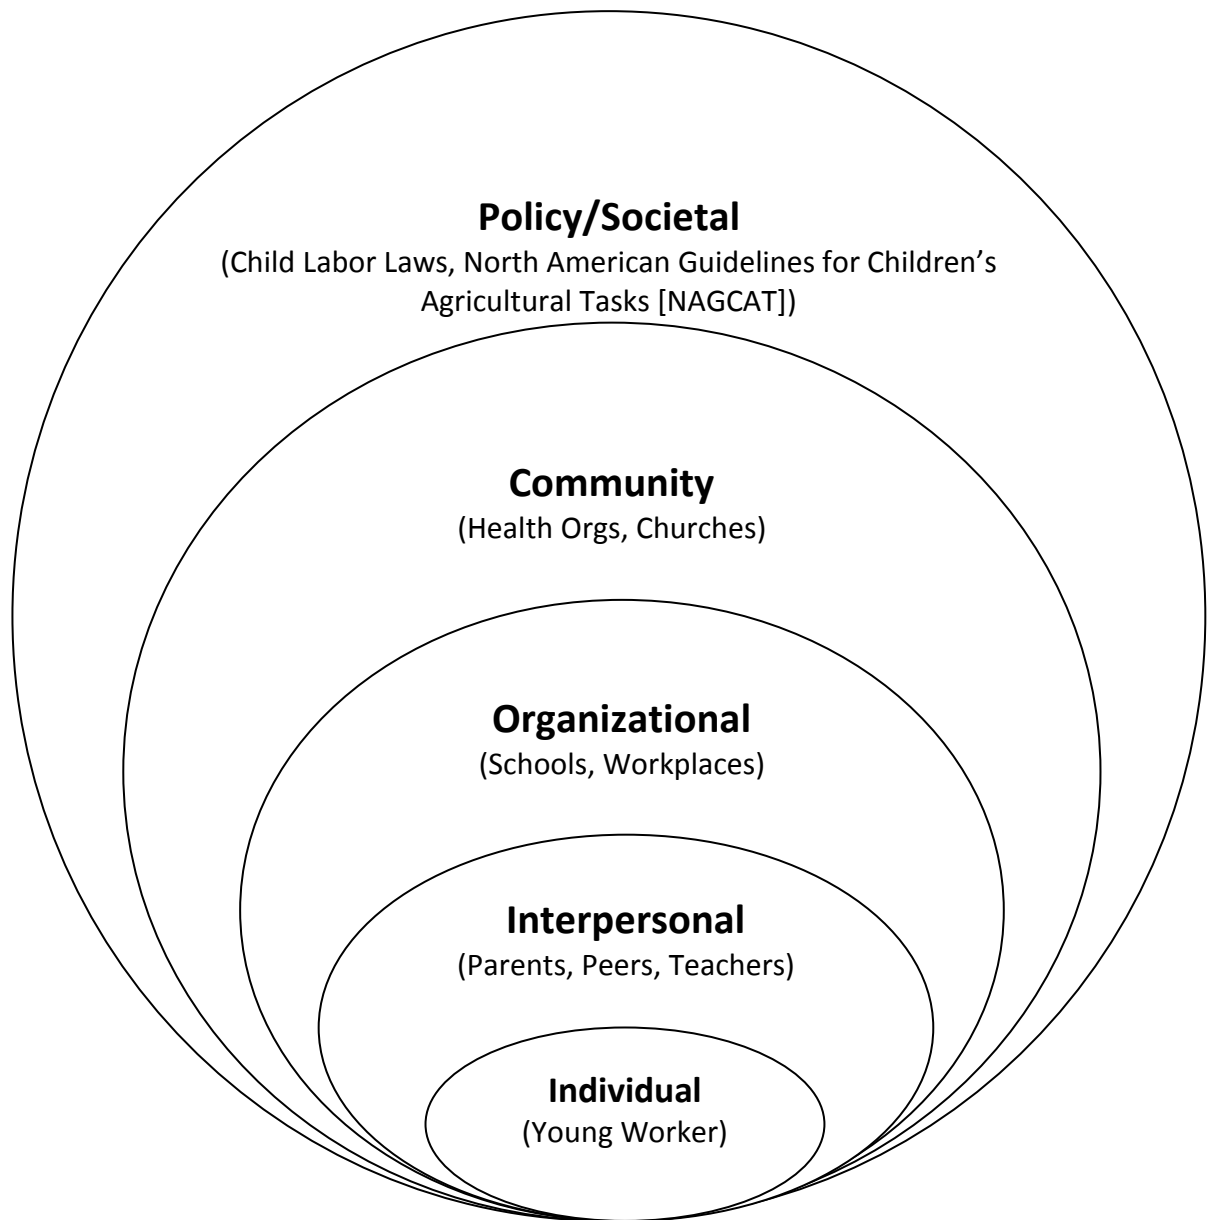 Policy/Societal
(Child Labor Laws, North American Guidelines for Children’s
Agricultural Tasks [NAGCAT])
Community
(Health Orgs, Churches)
Organizational
(Schools, Workplaces)
Interpersonal
(Parents, Peers, Teachers)
Individual
(Young Worker)